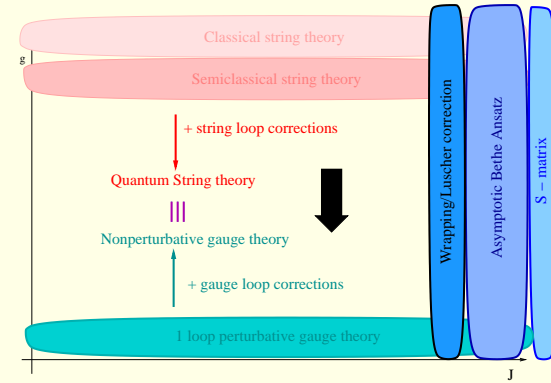 Classical string theory
g
Semiclassical string theory
+ string loop corrections
Quantum String theory
Nonperturbative gauge theory
+ gauge loop corrections
1 loop perturbative gauge theory
J
Wrapping/Luscher correction
Asymptotic Bethe Ansatz
S − matrix